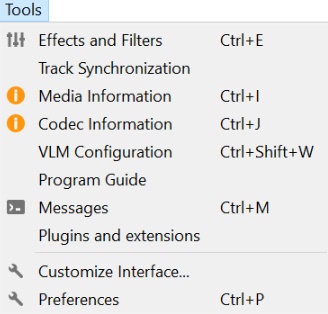 Tools
Effects and Filters Ctrl+E
Track Synchronization
Media Information Ctrl+I
Codec Information Ctrl+J
VLM Configuration Ctrl+Shift+W
Program Guide
Messages Ctrl+M
Plugins and extensions
Customize Interface...
Preferences Ctrl+P